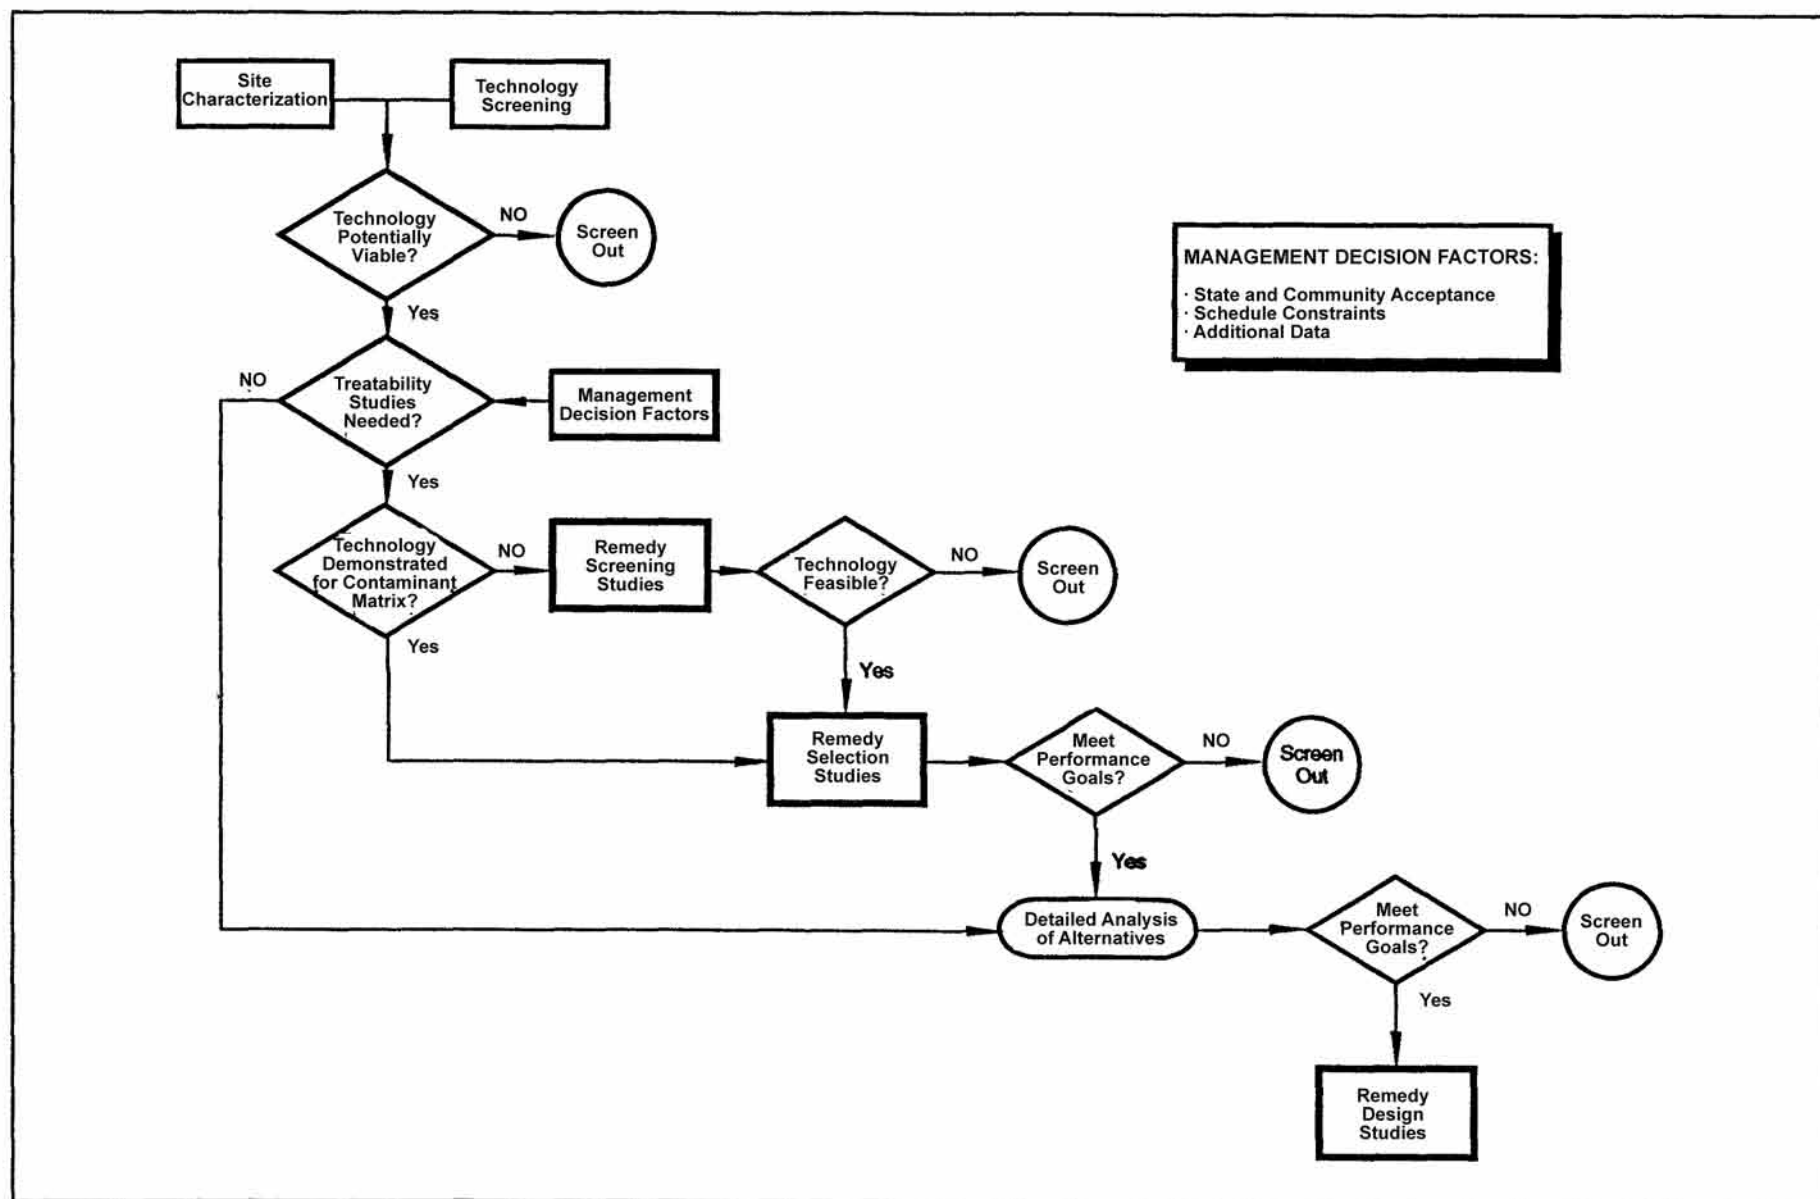 Site
Characterization
Technology
Screening
Technology
Potentially
Viable?
NO
Screen
Out
MANAGEMENT DECISION FACTORS:
· State and Community Acceptance
· Schedule Constraints
· Additional Data
Yes
NO
Treatability
Studies
Needed?
Management
Decision Factors
Yes
Technology
Demonstrated
for Contaminant
Matrix?
NO
Remedy
Screening
Studies
Technology
Feasible?
NO
Screen
Out
Yes
Yes
Remedy
Selection
Studies
Meet
Performance
Goals?
NO
Screen
Out
Yes
Detailed Analysis
of Alternatives
Meet
Performance
Goals?
NO
Screen
Out
Yes
Remedy
Design
Studies